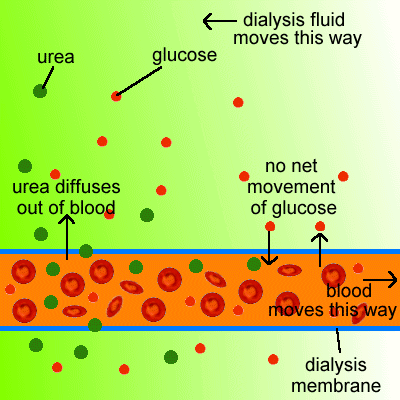 dialysis fluid
moves this way
urea
glucose
urea diffuses
out of blood
no net
movement
of glucose
blood
moves this way
dialysis
membrane